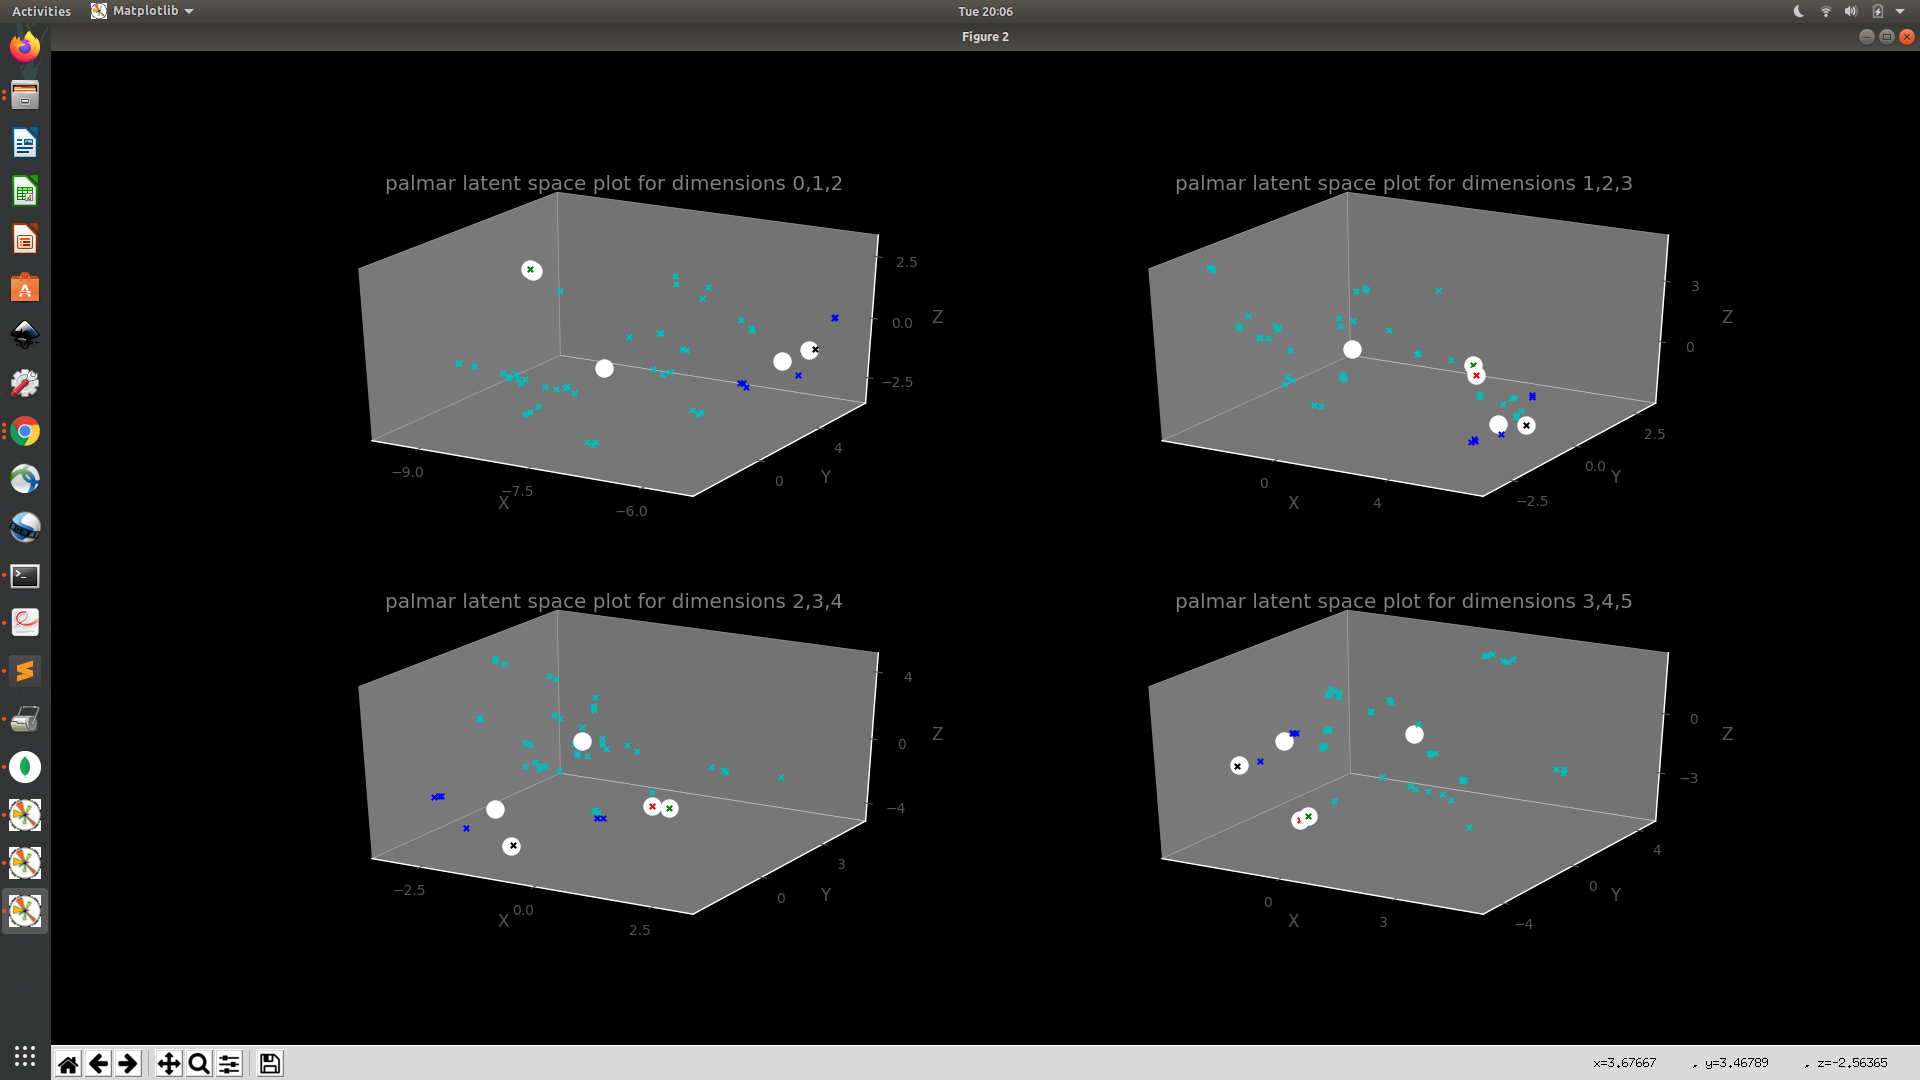 Activities Matplotlib Tue 20:06
Figure 2
palmar latent space plot for dimensions 0,1,2
2.5
0.0 Z
−2.5
4
Y
0
−9.0
−7.5
X
−6.0
palmar latent space plot for dimensions 1,2,3
3
Z
0
2.5
0.0 Y
−2.5
0
X
4
palmar latent space plot for dimensions 2,3,4
4
0 Z
−4
3
0 Y
−2.5
X 0.0
2.5
palmar latent space plot for dimensions 3,4,5
0
Z
−3
4
0 Y
−4
0
X 3
x=3.67667 , y=3.46789 , z=-2.56365